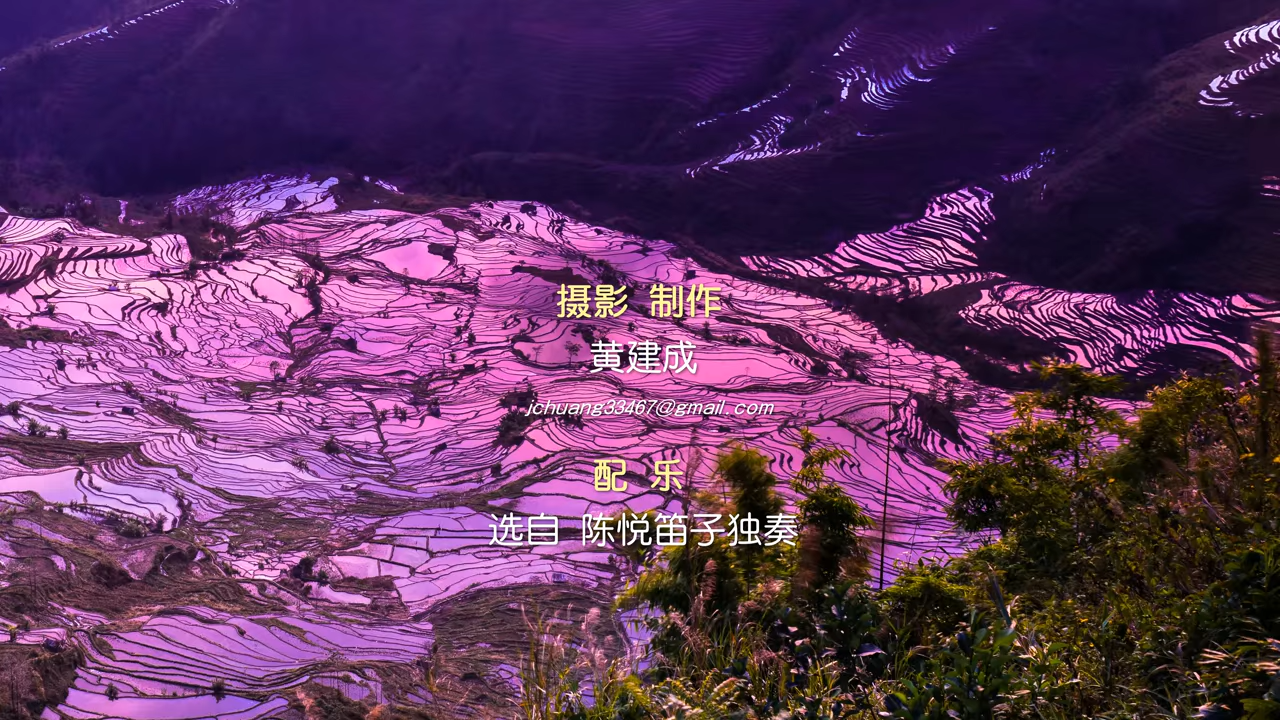 摄影 制作
黄建成
jchuang33467@gmail.com
配 乐
选自 陈悦笛子独奏